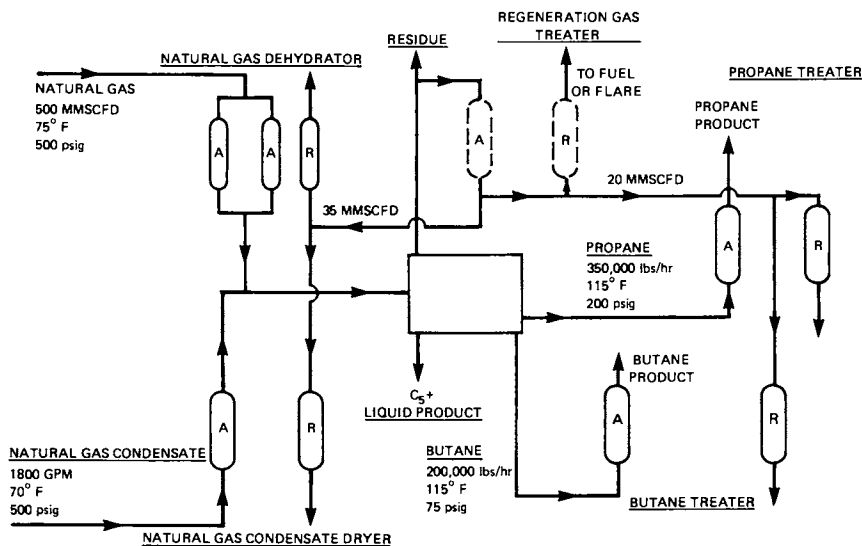 NATURAL GAS DEHYDRATOR
NATURAL GAS
500 MMSCFD
75° F
500 psig
A
A
R
RESIDUE
REGENERATION GAS
TREATER
TO FUEL
OR FLARE
A
R
PROPANE TREATER
PROPANE
PRODUCT
20 MMSCFD
35 MMSCFD
A
R
PROPANE
350,000 lbs/hr
115° F
200 psig
C5+
LIQUID PRODUCT
BUTANE
PRODUCT
A
R
A
R
NATURAL GAS CONDENSATE
1800 GPM
70° F
500 psig
NATURAL GAS CONDENSATE DRYER
BUTANE
200,000 lbs/hr
115° F
75 psig
BUTANE TREATER